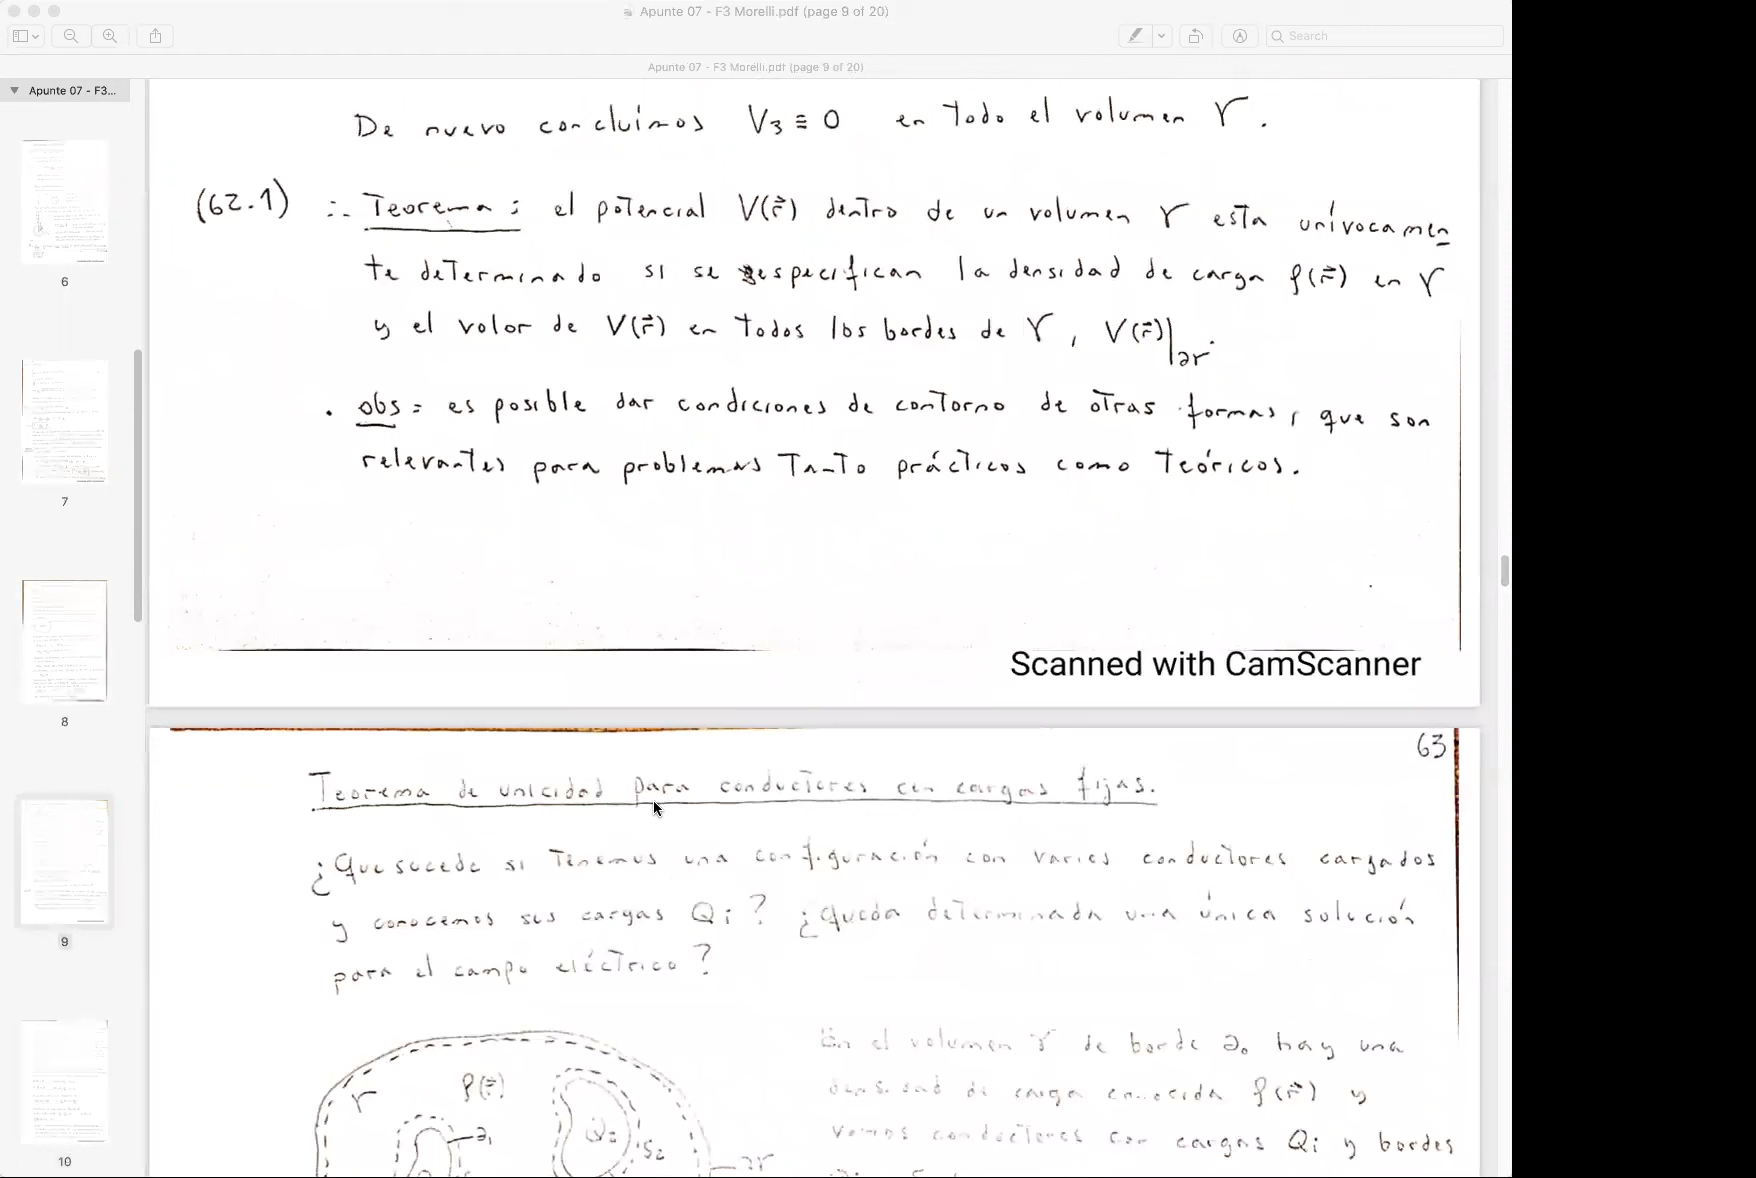 Apunte 07 - F3 Morelli.pdf (page 9 of 20)
Search
Apunte 07 - F3 Morelli.pdf (page 9 of 20)
Apunte 07 - F3...
6
7
8
9
10
De nuevo concluimos V₃ ≡ 0 en todo el volumen 𝒱.
(62.1) ∴ Teorema: el potencial V(r⃗) dentro de un volumen 𝒱 esta unívocamen
te determinado si se especifican la densidad de carga ρ(r⃗) en 𝒱
y el valor de V(r⃗) en todos los bordes de 𝒱, V(r⃗)|∂𝒱.
• obs: es posible dar condiciones de contorno de otras formas, que son
relevantes para problemas Tanto prácticos como Teóricos.
Scanned with CamScanner
63
Teorema de unicidad para conductores con cargas fijas.
¿Que sucede si Tenemos una configuración con varios conductores cargados
y conocemos sus cargas Qi? ¿Queda determinada una única solución
para el campo eléctrico?
𝒱 ρ(r⃗)
∂₁
Q₂
S₂
∂𝒱
En el volumen 𝒱 de borde ∂₀ hay una
densidad de carga conocida ρ(r⃗) y
varios conductores con cargas Qi y bordes